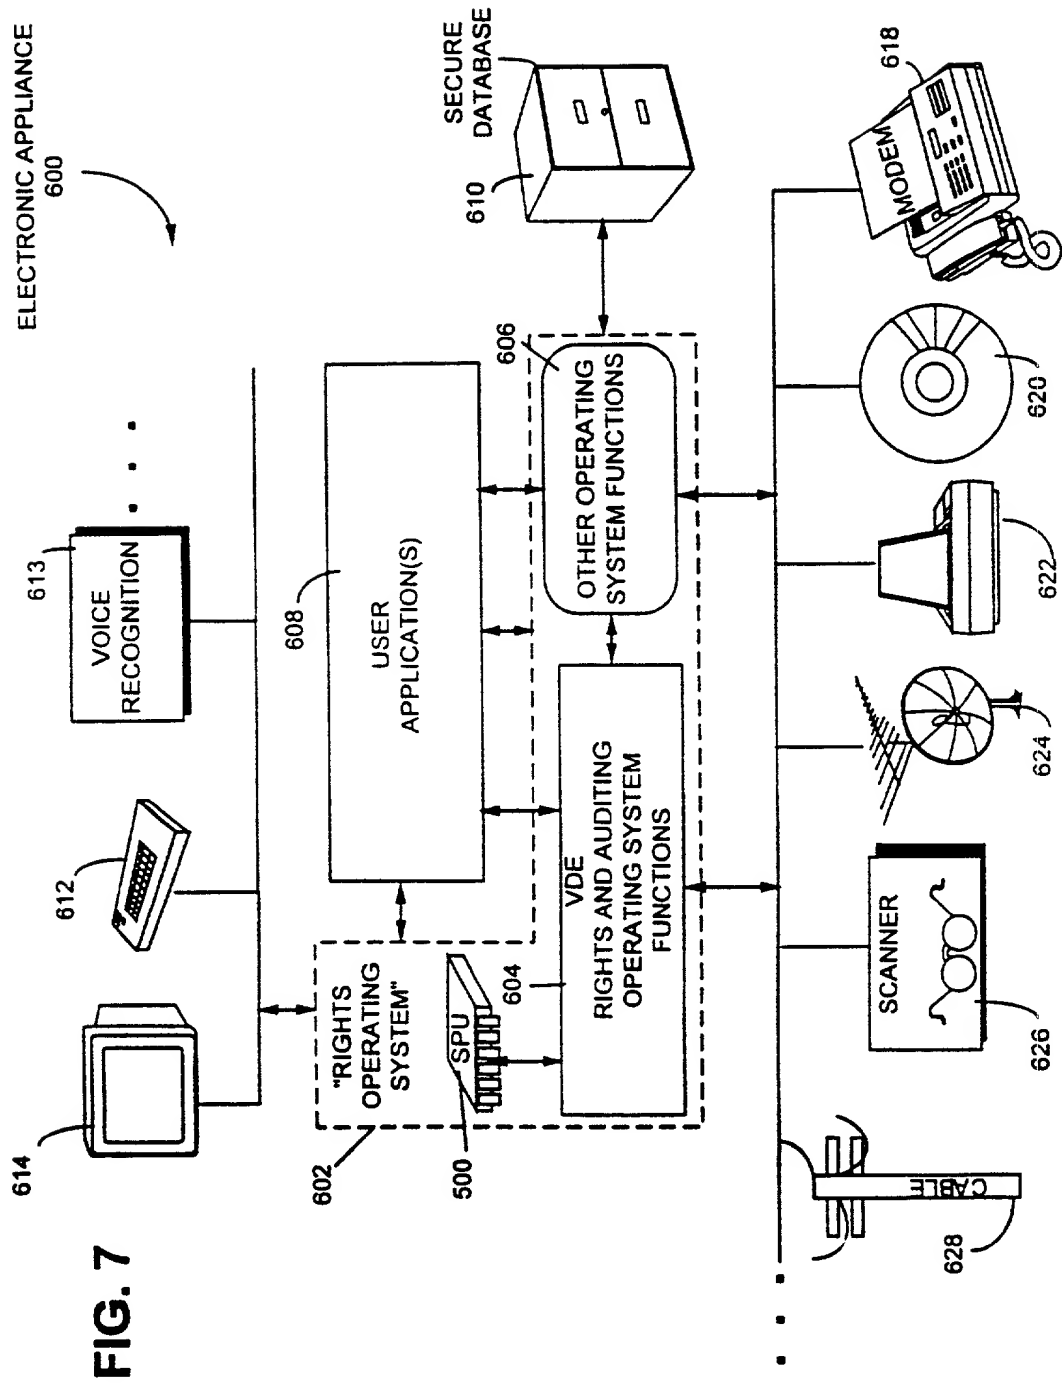 FIG. 7
ELECTRONIC APPLIANCE
600
614
612
613
VOICE
RECOGNITION
602
"RIGHTS
OPERATING
SYSTEM"
608
USER
APPLICATION(S)
SECURE
DATABASE
610
500
SPU
604
VDE
RIGHTS AND AUDITING
OPERATING SYSTEM
FUNCTIONS
606
OTHER OPERATING
SYSTEM FUNCTIONS
628
CABLE
626
SCANNER
624
622
620
MODEM
618